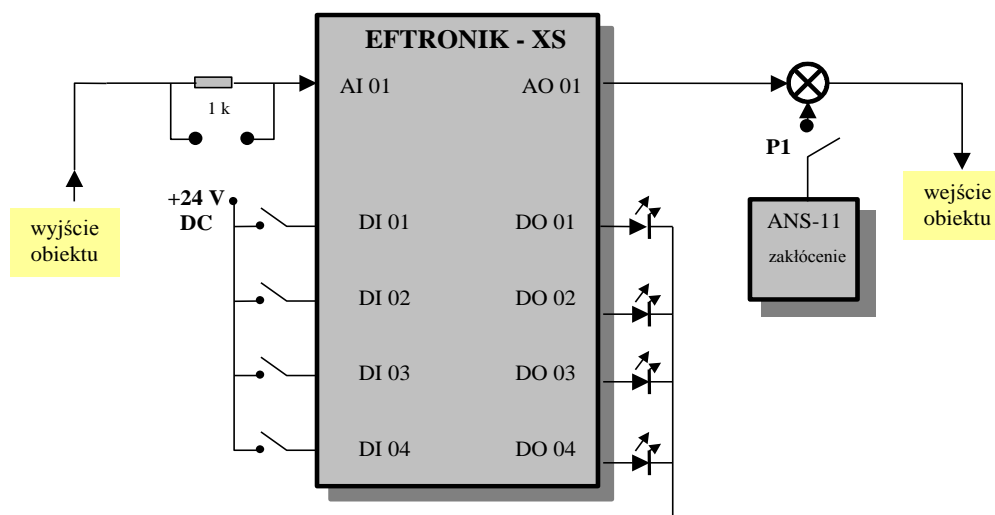 EFTRONIK - XS
AI 01
AO 01
1 k
P1
+24 V
DC
wyjście
obiektu
DI 01
DO 01
ANS-11
zakłócenie
wejście
obiektu
DI 02
DO 02
DI 03
DO 03
DI 04
DO 04